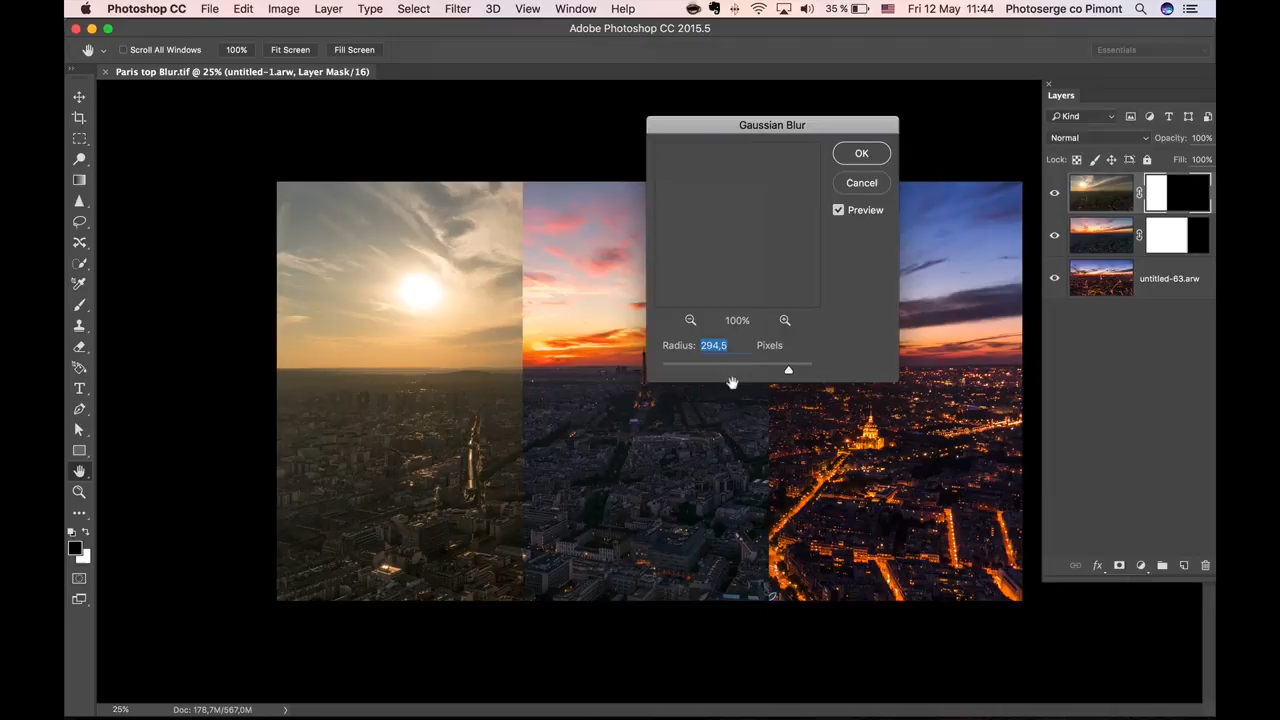 Photoshop CC File Edit Image Layer Type Select Filter 3D View Window Help 35 % Fri 12 May 11:44 Photoserge co Pimont
Adobe Photoshop CC 2015.5
Scroll All Windows 100% Fit Screen Fill Screen Essentials
Paris top Blur.tif @ 25% (untitled-1.arw, Layer Mask/16)
Layers
Kind
Normal Opacity: 100%
Lock: Fill: 100%
untitled-63.arw
Gaussian Blur
OK
Cancel
Preview
100%
Radius: 294,5 Pixels
25% Doc: 178,7M/567,0M